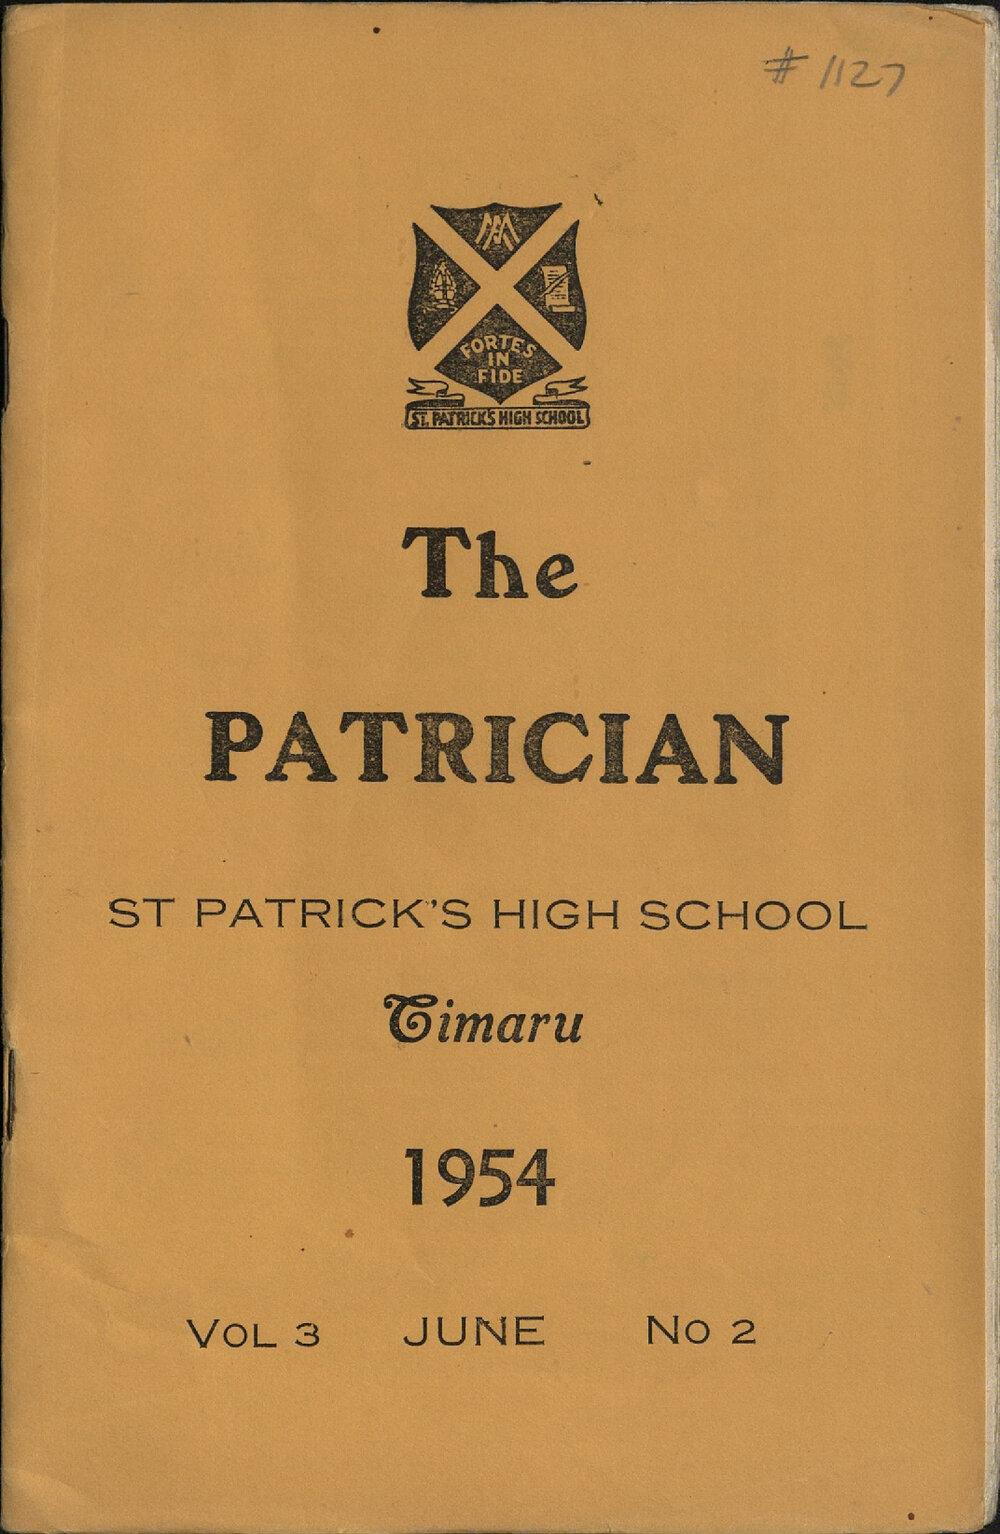 # 1127
FORTES
IN
FIDE
ST. PATRICK'S HIGH SCHOOL
The
PATRICIAN
ST PATRICK'S HIGH SCHOOL
Timaru
1954
VOL 3 JUNE No 2